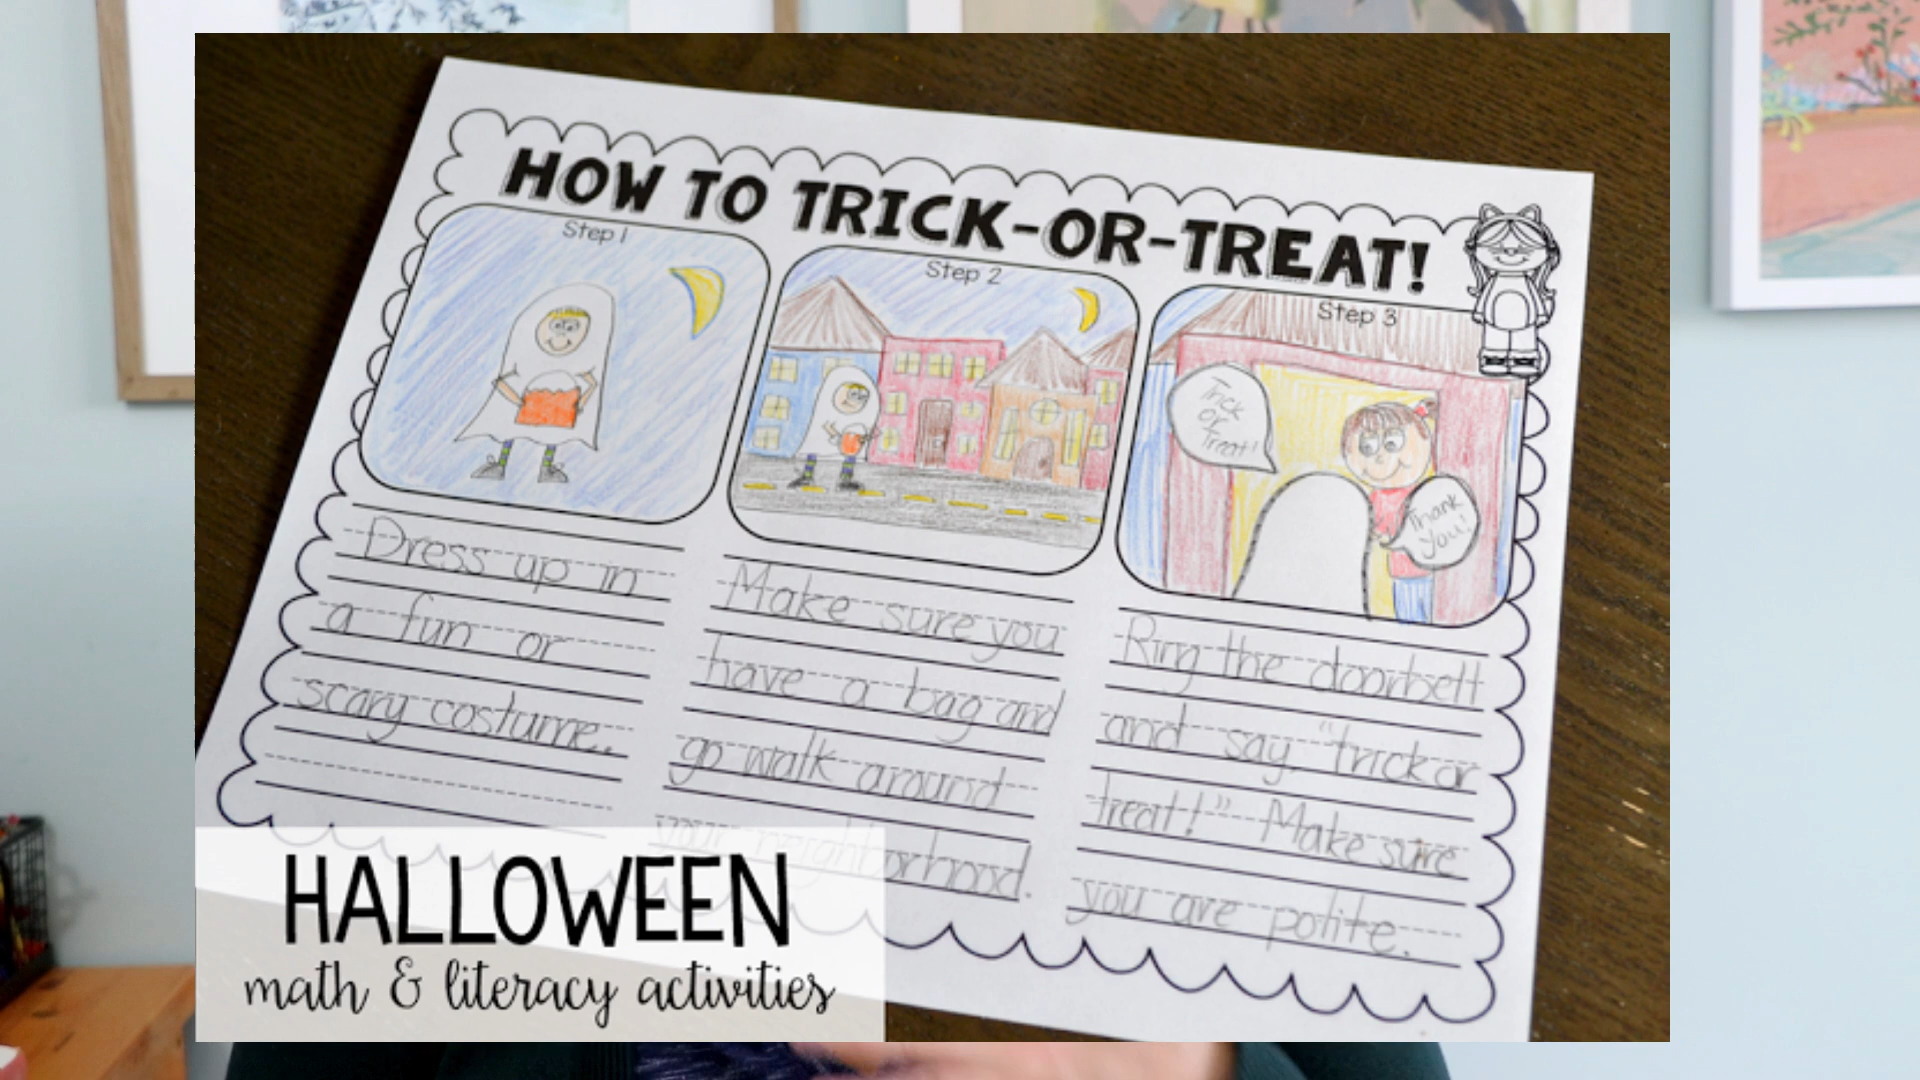 HOW TO TRICK-OR-TREAT!
Step 1
Dress up in
a fun or
scary costume.
Step 2
Make sure you
have a bag and
go walk around
your neighborhood.
Step 3
Trick
or
Treat!
Thank
you!
Ring the doorbell
and say, "trick or
treat!" Make sure
you are polite.
HALLOWEEN
math & literacy activities